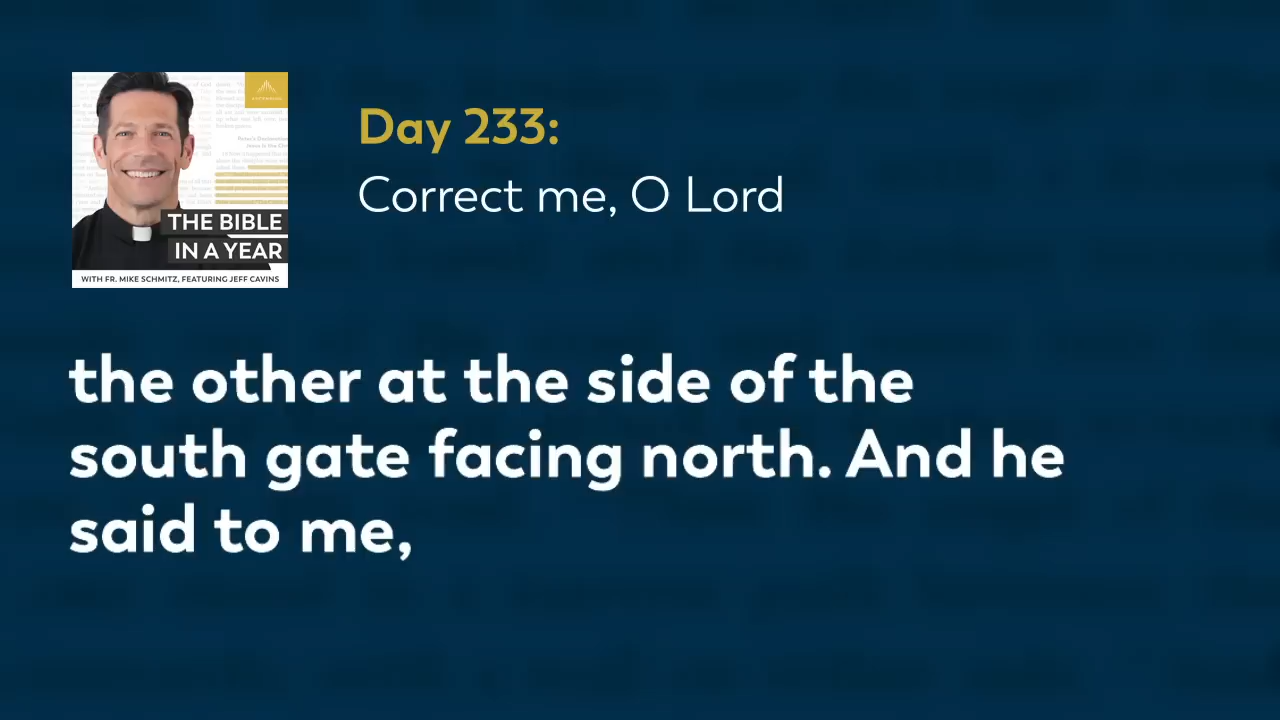 THE BIBLE
IN A YEAR
WITH FR. MIKE SCHMITZ, FEATURING JEFF CAVINS
Day 233:
Correct me, O Lord
the other at the side of the
south gate facing north. And he
said to me,